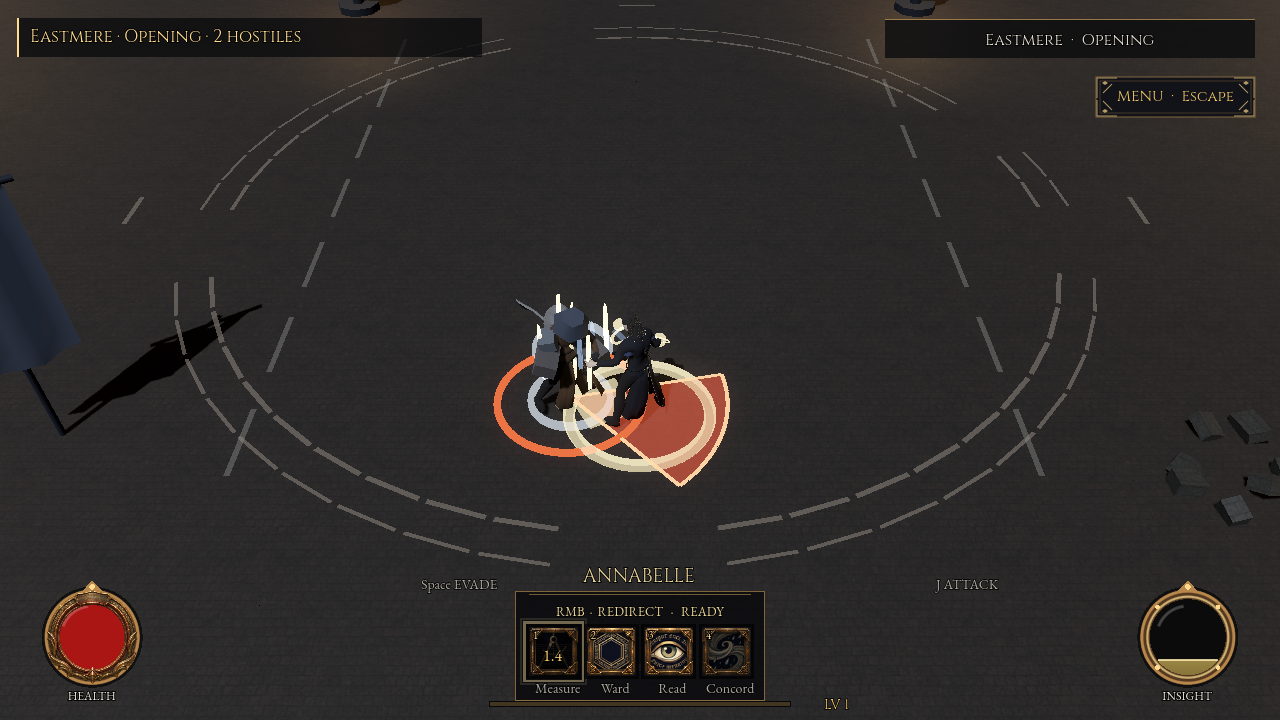 Eastmere · Opening · 2 hostiles
Eastmere · Opening
MENU · Escape
Space EVADE
ANNABELLE
J ATTACK
RMB · REDIRECT · READY
1 2 3 4
1.4
Measure Ward Read Concord
HEALTH
INSIGHT
LV 1